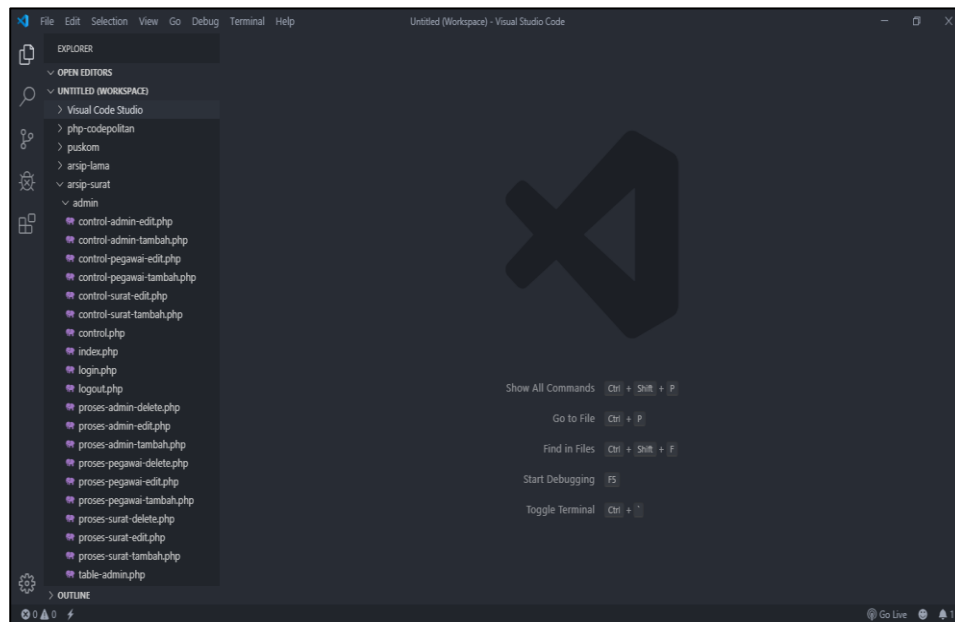 File Edit Selection View Go Debug Terminal Help
Untitled (Workspace) - Visual Studio Code
EXPLORER
OPEN EDITORS
UNTITLED (WORKSPACE)
Visual Code Studio
php-codepolitan
puskom
arsip-lama
arsip-surat
admin
control-admin-edit.php
control-admin-tambah.php
control-pegawai-edit.php
control-pegawai-tambah.php
control-surat-edit.php
control-surat-tambah.php
control.php
index.php
login.php
logout.php
proses-admin-delete.php
proses-admin-edit.php
proses-admin-tambah.php
proses-pegawai-delete.php
proses-pegawai-edit.php
proses-pegawai-tambah.php
proses-surat-delete.php
proses-surat-edit.php
proses-surat-tambah.php
table-admin.php
OUTLINE
Show All Commands Ctrl + Shift + P
Go to File Ctrl + P
Find in Files Ctrl + Shift + F
Start Debugging F5
Toggle Terminal Ctrl + `
0 0
Go Live 1